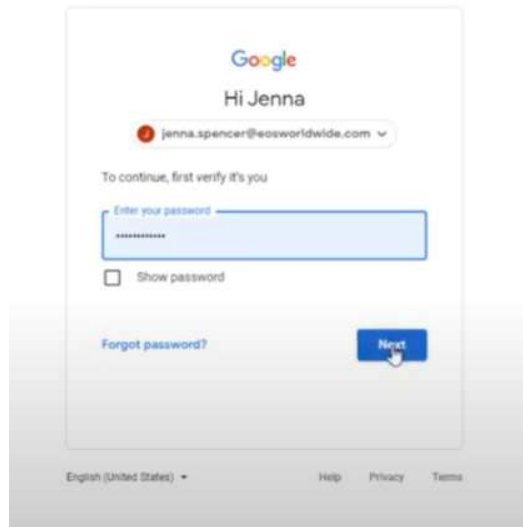 Google
Hi Jenna
J jenna.spencer@eosworldwide.com
To continue, first verify it's you
Enter your password
••••••••••••
Show password
Forgot password?
Next
English (United States)
Help Privacy Terms